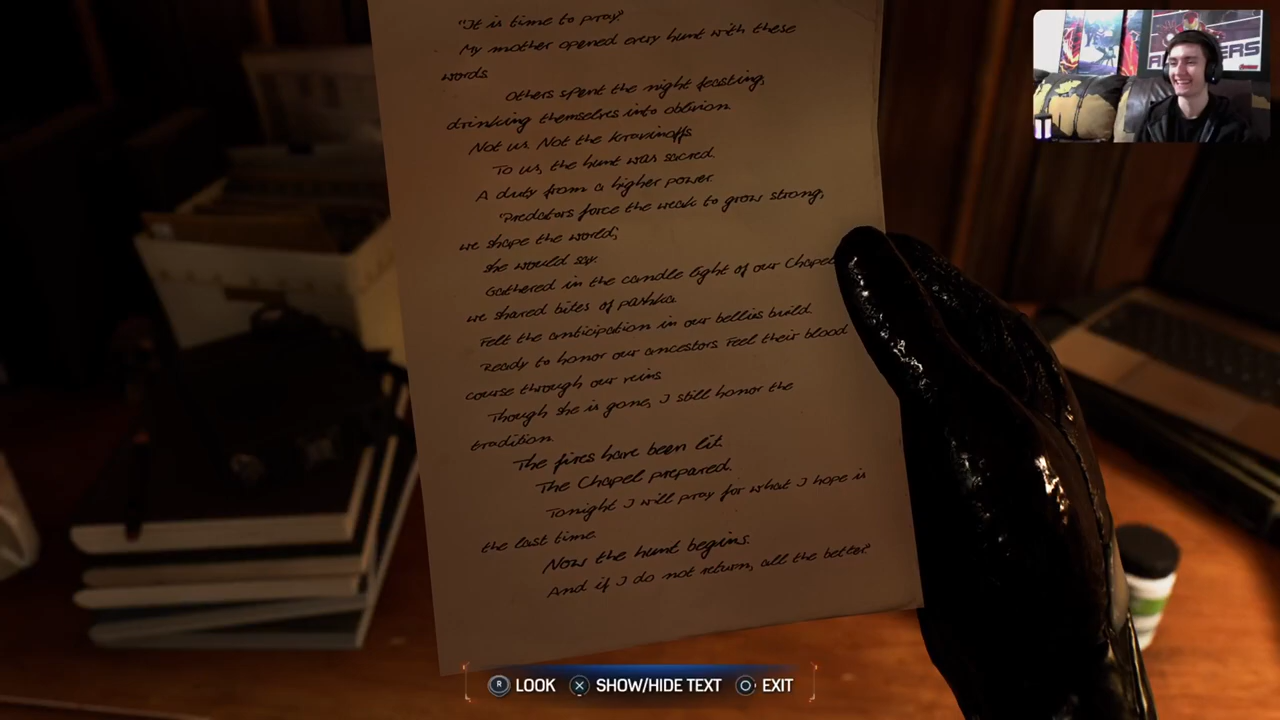 "It is time to pray."
My mother opened every hunt with these
words.
Others spent the night feasting,
drinking themselves into oblivion.
Not us. Not the Kravinoffs.
To us, the hunt was sacred.
A duty from a higher power.
"Predators force the weak to grow strong,
we shape the world,"
she would say.
Gathered in the candle light of our Chapel
we shared bites of pashka.
Felt the anticipation in our bellies build.
Ready to honor our ancestors. Feel their blood
course through our veins.
Though she is gone, I still honor the
tradition.
The fires have been lit.
The Chapel prepared.
Tonight I will pray for what I hope is
the last time.
Now the hunt begins.
And if I do not return, all the better."
R LOOK SHOW/HIDE TEXT EXIT